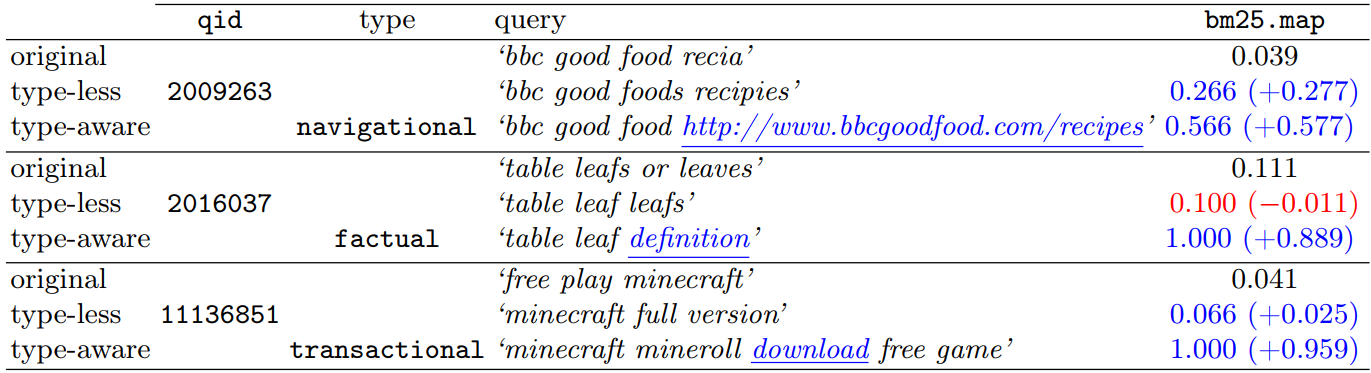 qid type query bm25.map
original ‘bbc good food recia’ 0.039
type-less 2009263 ‘bbc good foods recipies’ 0.266 (+0.277)
type-aware navigational ‘bbc good food http://www.bbcgoodfood.com/recipes’ 0.566 (+0.577)
original ‘table leafs or leaves’ 0.111
type-less 2016037 ‘table leaf leafs’ 0.100 (−0.011)
type-aware factual ‘table leaf definition’ 1.000 (+0.889)
original ‘free play minecraft’ 0.041
type-less 11136851 ‘minecraft full version’ 0.066 (+0.025)
type-aware transactional ‘minecraft mineroll download free game’ 1.000 (+0.959)